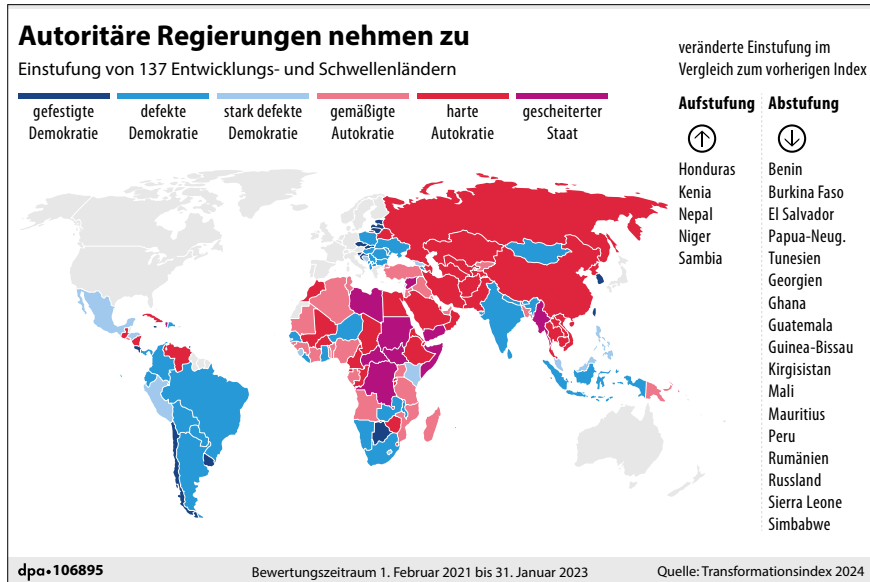 Autoritäre Regierungen nehmen zu
Einstufung von 137 Entwicklungs- und Schwellenländern
gefestigte
Demokratie
defekte
Demokratie
stark defekte
Demokratie
gemäßigte
Autokratie
harte
Autokratie
gescheiterter
Staat
veränderte Einstufung im
Vergleich zum vorherigen Index
Aufstufung
Honduras
Kenia
Nepal
Niger
Sambia
Abstufung
Benin
Burkina Faso
El Salvador
Papua-Neug.
Tunesien
Georgien
Ghana
Guatemala
Guinea-Bissau
Kirgisistan
Mali
Mauritius
Peru
Rumänien
Russland
Sierra Leone
Simbabwe
dpa•106895
Bewertungszeitraum 1. Februar 2021 bis 31. Januar 2023
Quelle: Transformationsindex 2024